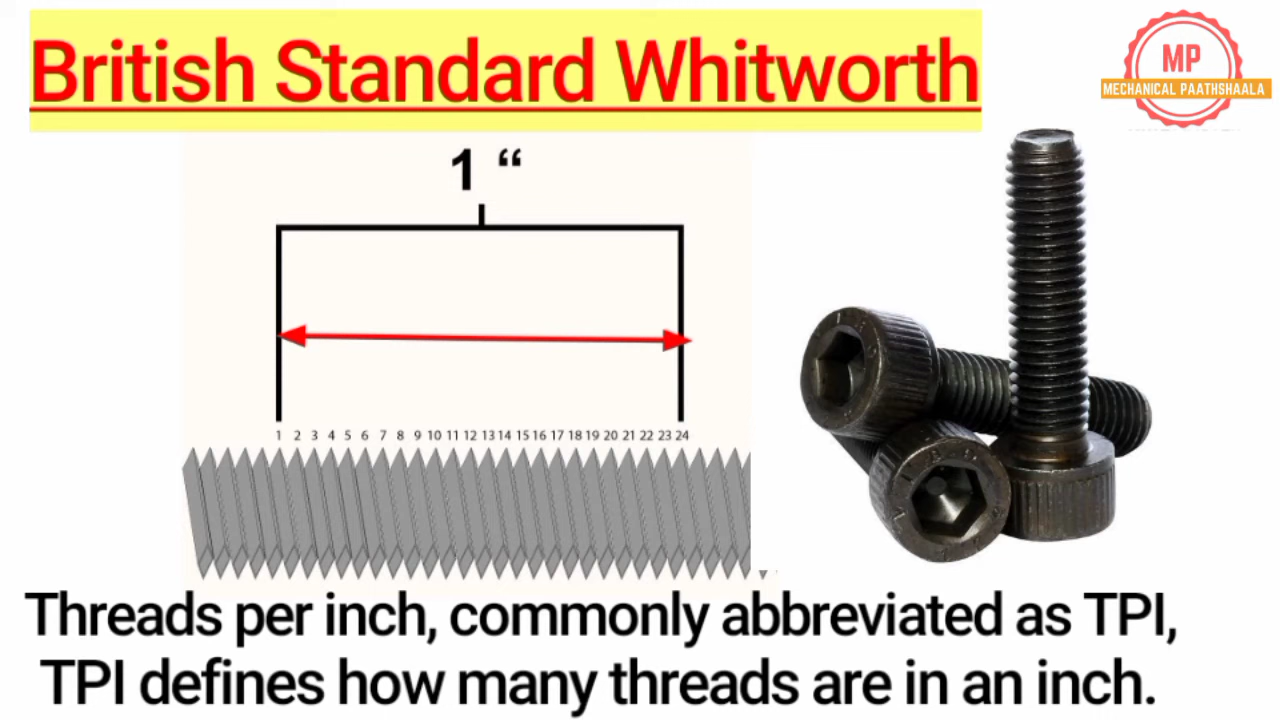 British Standard Whitworth
MP
MECHANICAL PAATHSHAALA
1 “
1 2 3 4 5 6 7 8 9 10 11 12 13 14 15 16 17 18 19 20 21 22 23 24
Threads per inch, commonly abbreviated as TPI,
TPI defines how many threads are in an inch.